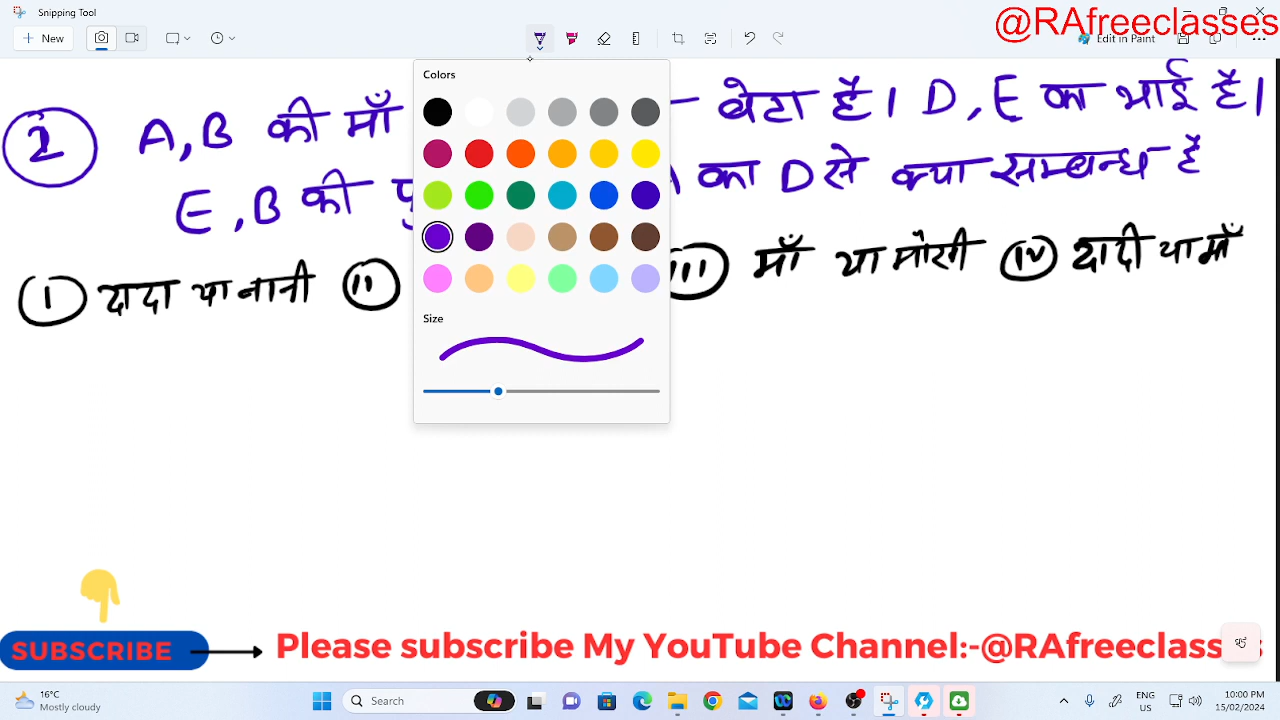 Snipping Tool
@RAfreeclasses
New
Edit in Paint
Colors
2 A, B की माँ बेटा है। D, E का भाई है।
E, B की का D से क्या सम्बन्ध है
(I) दादा या नानी (II) (III) माँ या मौसी (IV) दादी या माँ
Size
SUBSCRIBE Please subscribe My YouTube Channel:-@RAfreeclasses
16°C
Mostly cloudy
Search
ENG
US
10:00 PM
15/02/2024